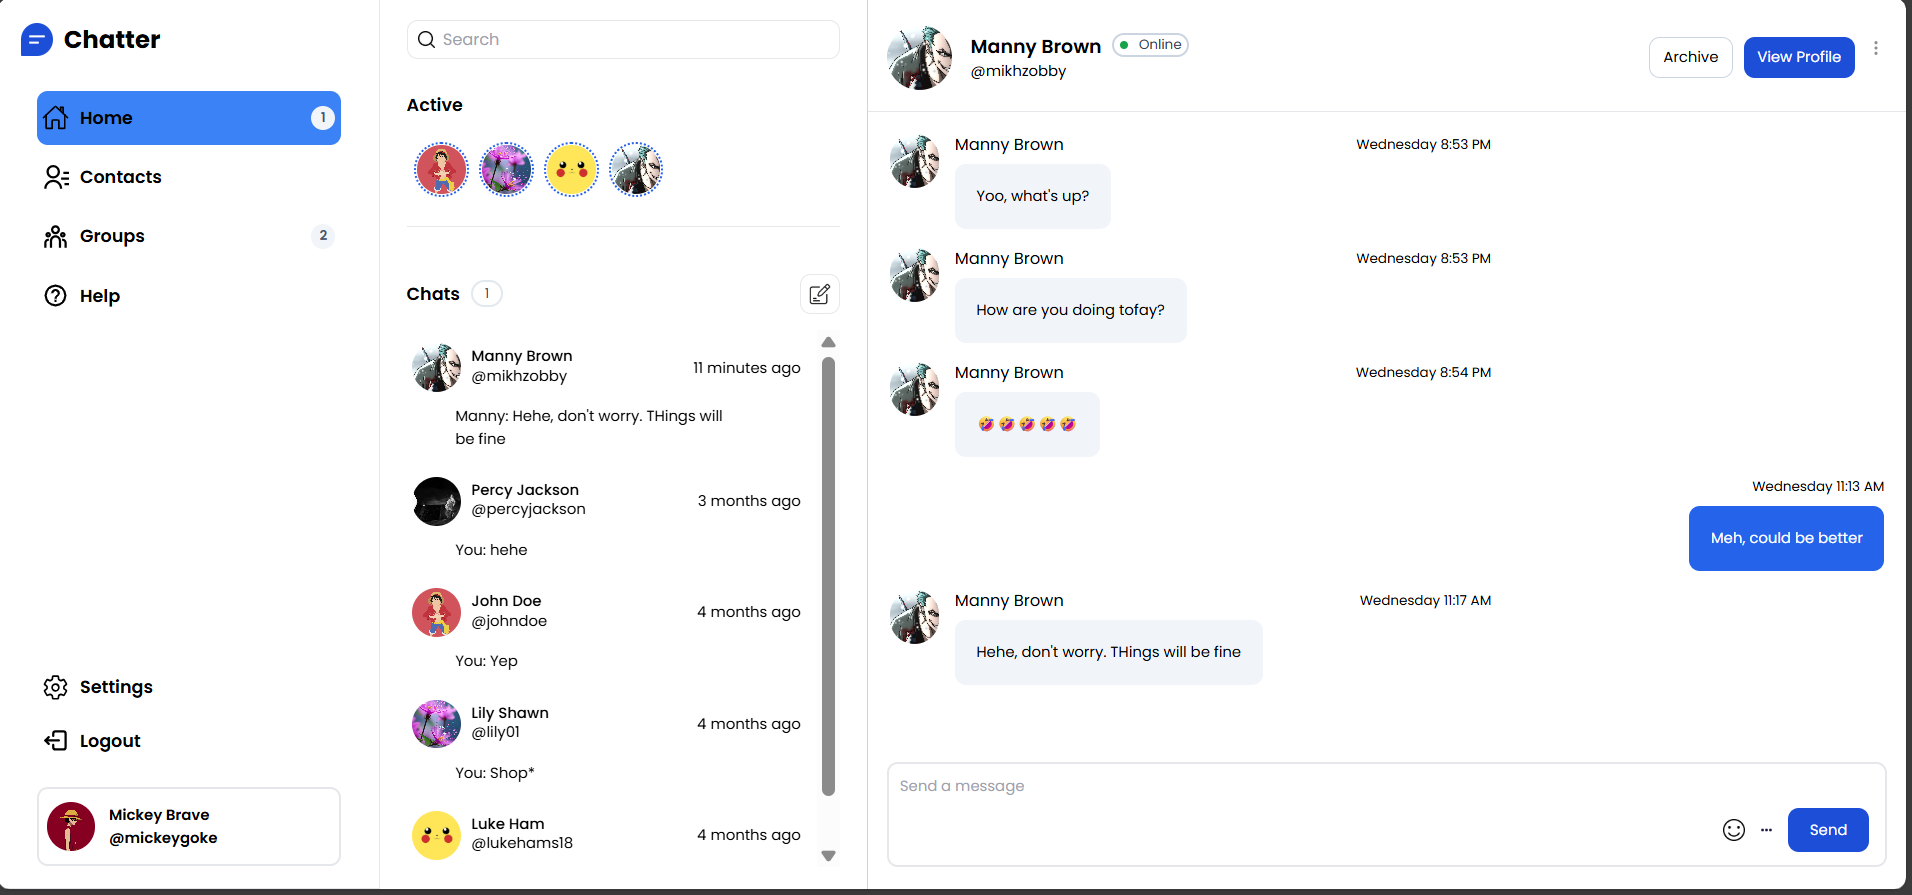 Chatter
Home 1
Contacts
Groups 2
Help
Settings
Logout
Mickey Brave
@mickeygoke
Search
Active
Chats 1
Manny Brown
@mikhzobby
11 minutes ago
Manny: Hehe, don't worry. THings will
be fine
Percy Jackson
@percyjackson
3 months ago
You: hehe
John Doe
@johndoe
4 months ago
You: Yep
Lily Shawn
@lily01
4 months ago
You: Shop*
Luke Ham
@lukehams18
4 months ago
Manny Brown
Online
@mikhzobby
Archive
View Profile
Manny Brown
Wednesday 8:53 PM
Yoo, what's up?
Manny Brown
Wednesday 8:53 PM
How are you doing tofay?
Manny Brown
Wednesday 8:54 PM
🤣🤣🤣🤣🤣
Wednesday 11:13 AM
Meh, could be better
Manny Brown
Wednesday 11:17 AM
Hehe, don't worry. THings will be fine
Send a message
Send